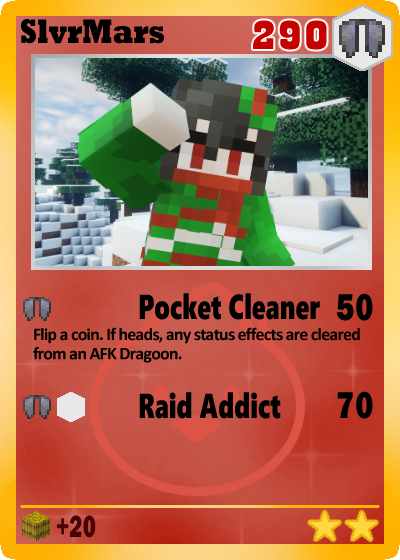 SlvrMars 290
Pocket Cleaner 50
Flip a coin. If heads, any status effects are cleared
from an AFK Dragoon.
Raid Addict 70
+20